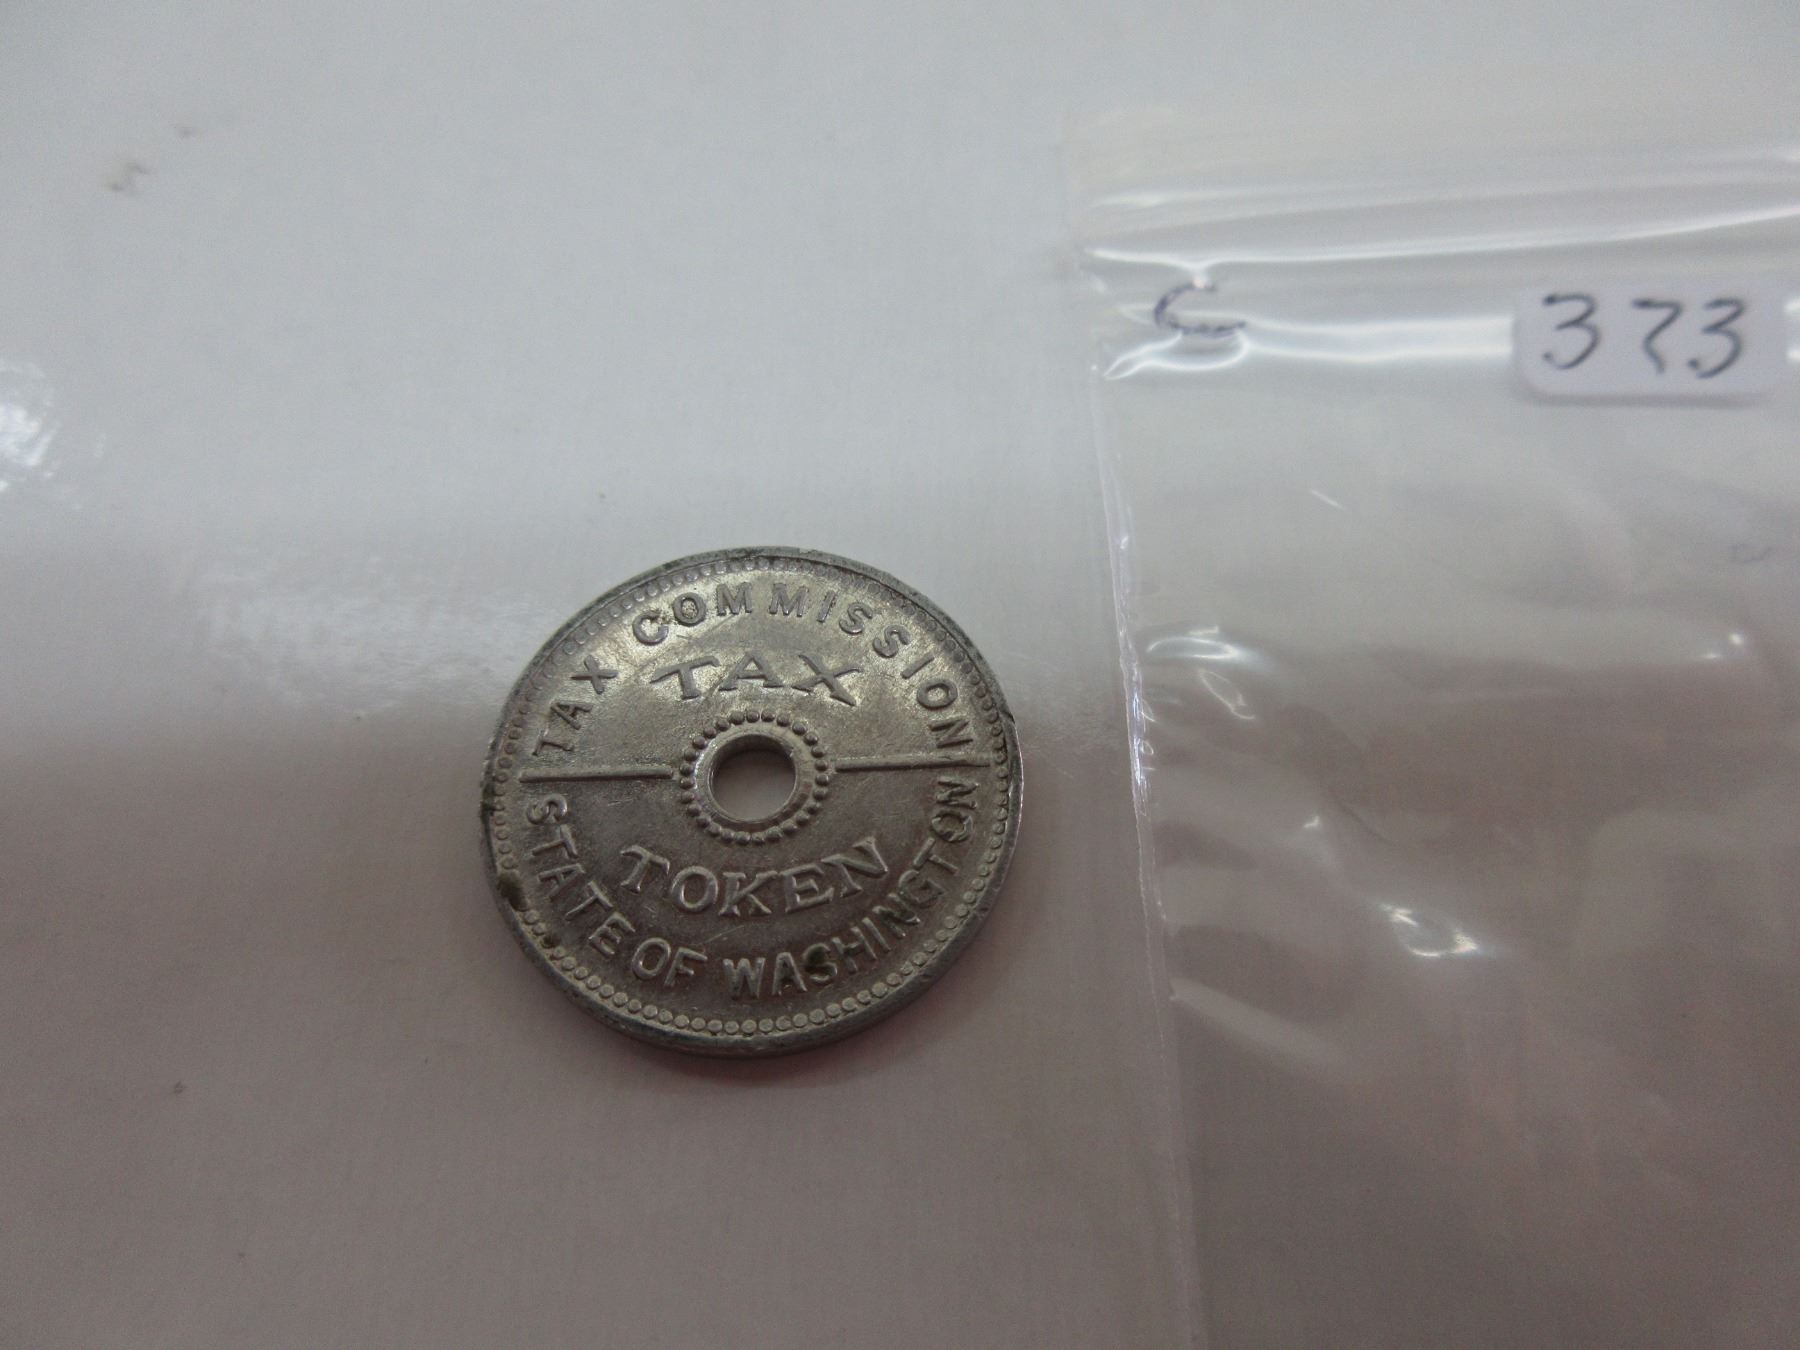 TAX COMMISSION
TAX
TOKEN
STATE OF WASHINGTON
C
373